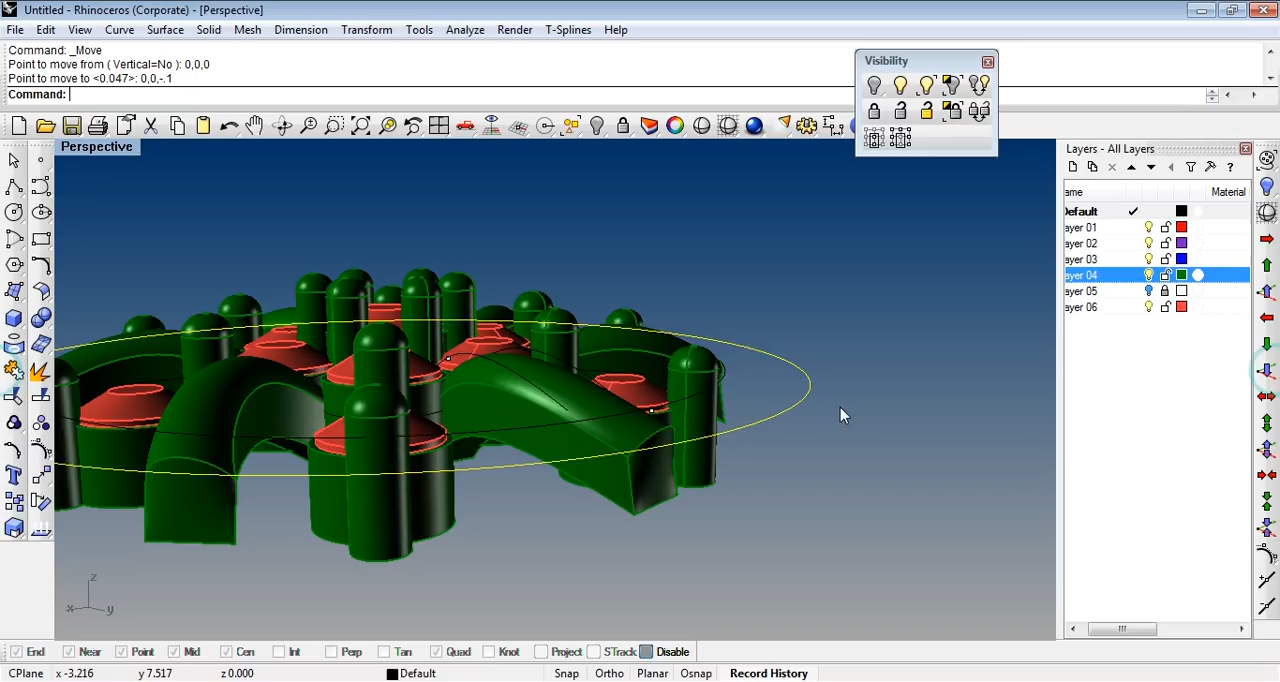 Untitled - Rhinoceros (Corporate) - [Perspective]
File Edit View Curve Surface Solid Mesh Dimension Transform Tools Analyze Render T-Splines Help
Command: _Move
Point to move from ( Vertical=No ): 0,0,0
Point to move to <0.047>: 0,0,-.1
Command:
Visibility
Perspective
Layers - All Layers
ame Material
Default
ayer 01
ayer 02
ayer 03
ayer 04
ayer 05
ayer 06
z
x y
End Near Point Mid Cen Int Perp Tan Quad Knot Project STrack Disable
CPlane x -3.216 y 7.517 z 0.000 Default Snap Ortho Planar Osnap Record History